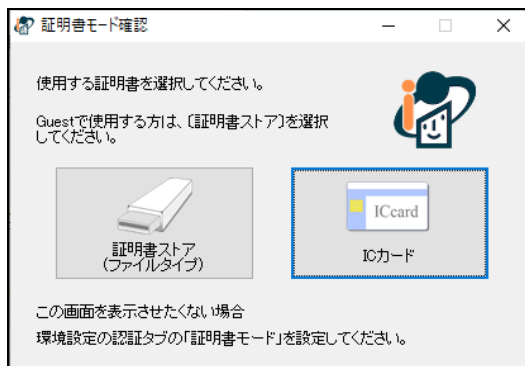 証明書モード確認
使用する証明書を選択してください。
Guestで使用する方は、〔証明書ストア〕を選択
してください。
証明書ストア
(ファイルタイプ)
ICcard
ICカード
この画面を表示させたくない場合
環境設定の認証タブの「証明書モード」を設定してください。